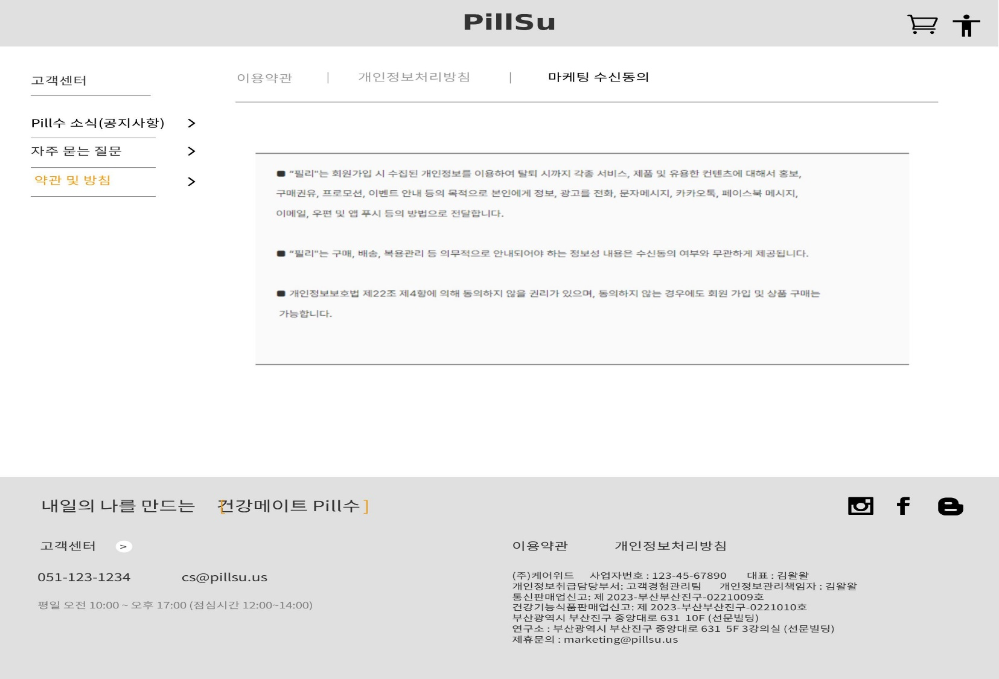 PillSu
고객센터
Pill수 소식(공지사항) >
자주 묻는 질문 >
약관 및 방침 >
이용약관 | 개인정보처리방침 | 마케팅 수신동의
■ “필리"는 회원가입 시 수집된 개인정보를 이용하여 탈퇴 시까지 각종 서비스, 제품 및 유용한 컨텐츠에 대해서 홍보,
구매권유, 프로모션, 이벤트 안내 등의 목적으로 본인에게 정보, 광고를 전화, 문자메시지, 카카오톡, 페이스북 메시지,
이메일, 우편 및 앱 푸시 등의 방법으로 전달합니다.
■ “필리"는 구매, 배송, 복용관리 등 의무적으로 안내되어야 하는 정보성 내용은 수신동의 여부와 무관하게 제공됩니다.
■ 개인정보보호법 제22조 제4항에 의해 동의하지 않을 권리가 있으며, 동의하지 않는 경우에도 회원 가입 및 상품 구매는
가능합니다.
내일의 나를 만드는 [건강메이트 Pill수]
고객센터 >
051-123-1234 cs@pillsu.us
평일 오전 10:00 ~ 오후 17:00 (점심시간 12:00~14:00)
이용약관 개인정보처리방침
(주)케어위드 사업자번호 : 123-45-67890 대표 : 김왈왈
개인정보취급담당부서: 고객경험관리팀 개인정보관리책임자 : 김왈왈
통신판매업신고: 제 2023-부산부산진구-0221009호
건강기능식품판매업신고: 제 2023-부산부산진구-0221010호
부산광역시 부산진구 중앙대로 631 10F (선문빌딩)
연구소 : 부산광역시 부산진구 중앙대로 631 5F 3강의실 (선문빌딩)
제휴문의 : marketing@pillsu.us